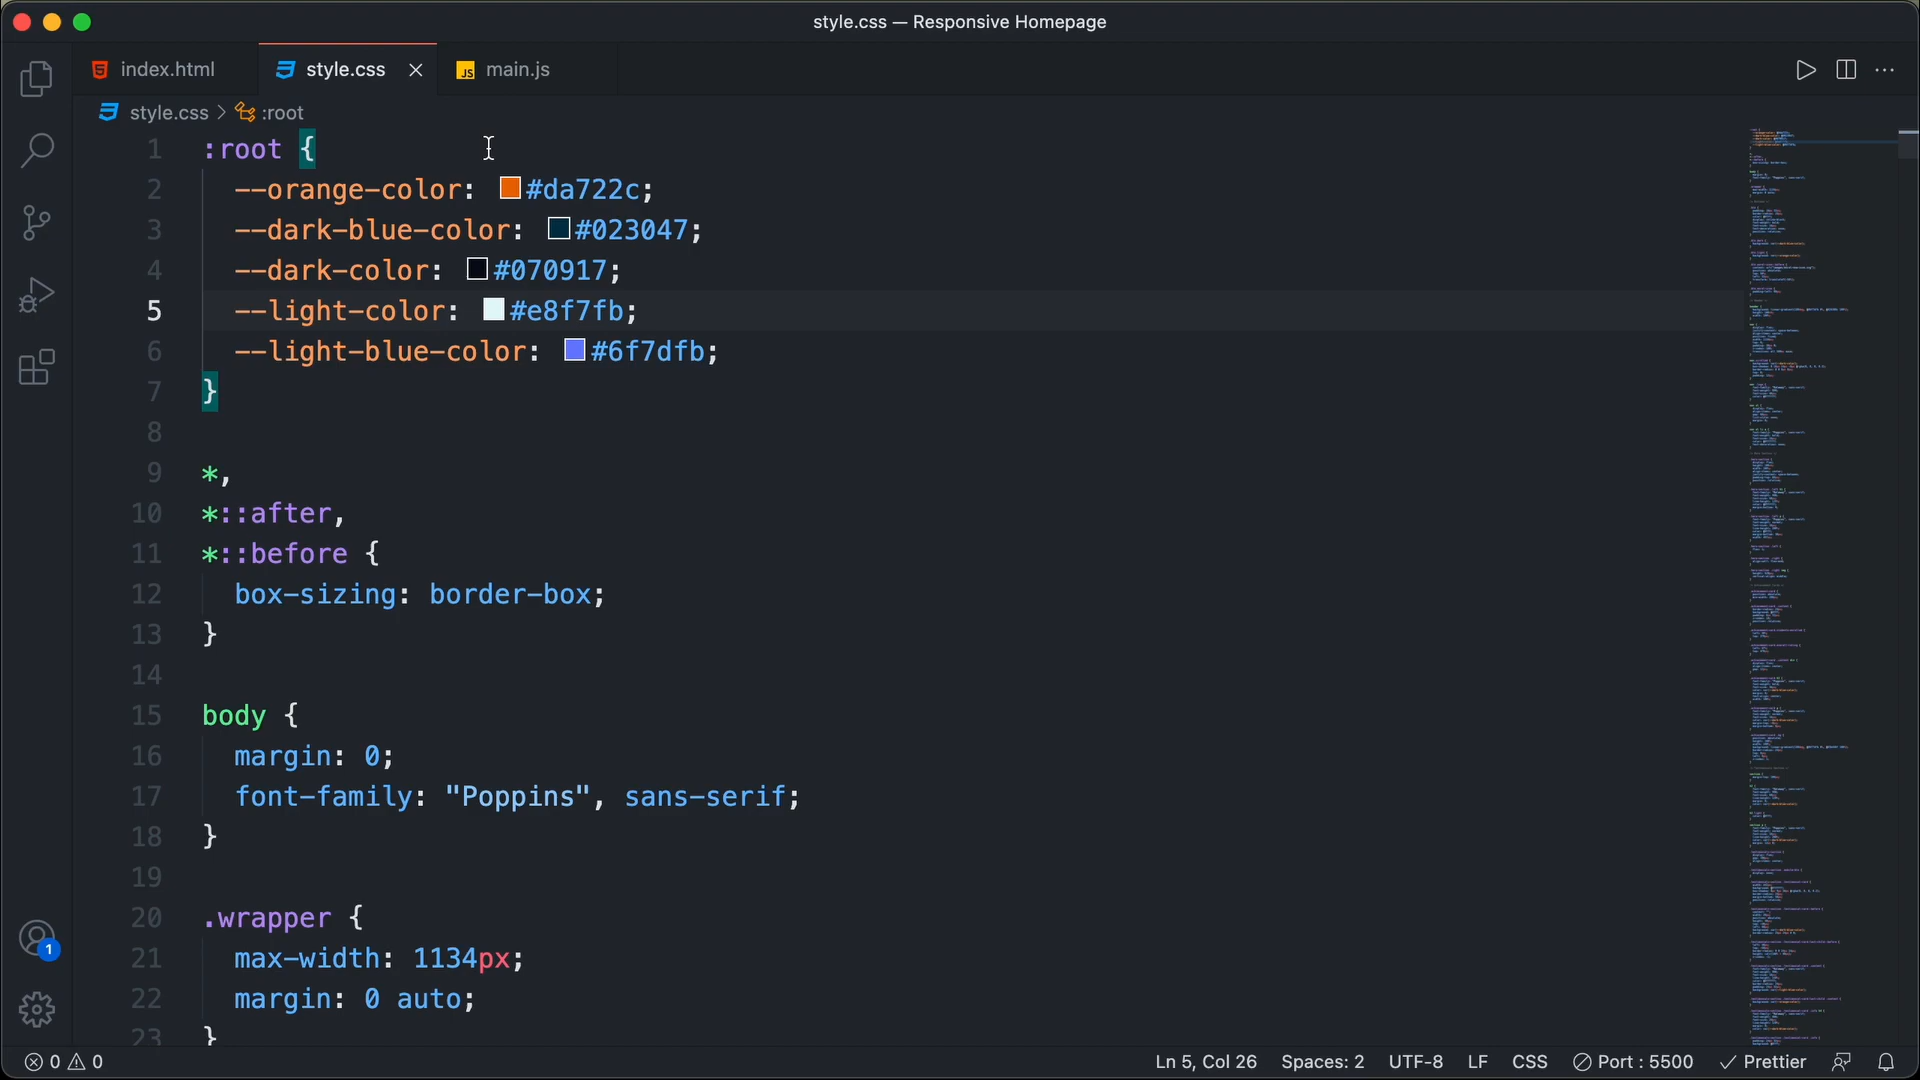 style.css — Responsive Homepage
index.html
style.css
JS main.js
style.css > :root
1 :root {
2 --orange-color: #da722c;
3 --dark-blue-color: #023047;
4 --dark-color: #070917;
5 --light-color: #e8f7fb;
6 --light-blue-color: #6f7dfb;
7 }
8
9 *,
10 *::after,
11 *::before {
12 box-sizing: border-box;
13 }
14
15 body {
16 margin: 0;
17 font-family: "Poppins", sans-serif;
18 }
19
20 .wrapper {
21 max-width: 1134px;
22 margin: 0 auto;
23 }
1
0 0
Ln 5, Col 26 Spaces: 2 UTF-8 LF CSS Port : 5500 Prettier